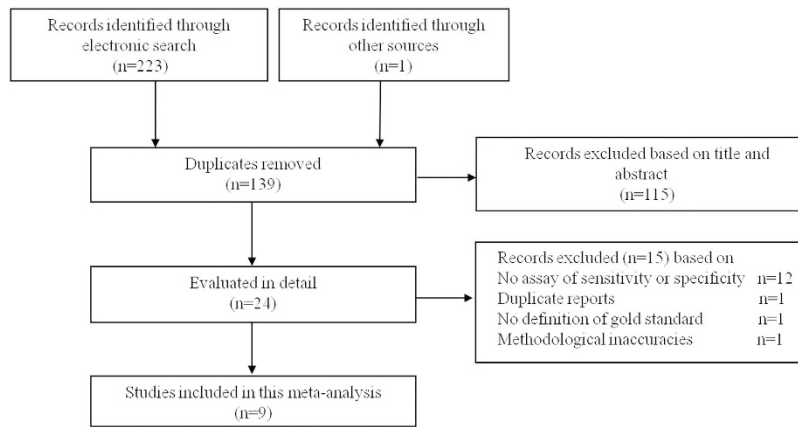 Records identified through
electronic search
(n=223)
Records identified through
other sources
(n=1)
Duplicates removed
(n=139)
Records excluded based on title and
abstract
(n=115)
Evaluated in detail
(n=24)
Records excluded (n=15) based on
No assay of sensitivity or specificity n=12
Duplicate reports n=1
No definition of gold standard n=1
Methodological inaccuracies n=1
Studies included in this meta-analysis
(n=9)